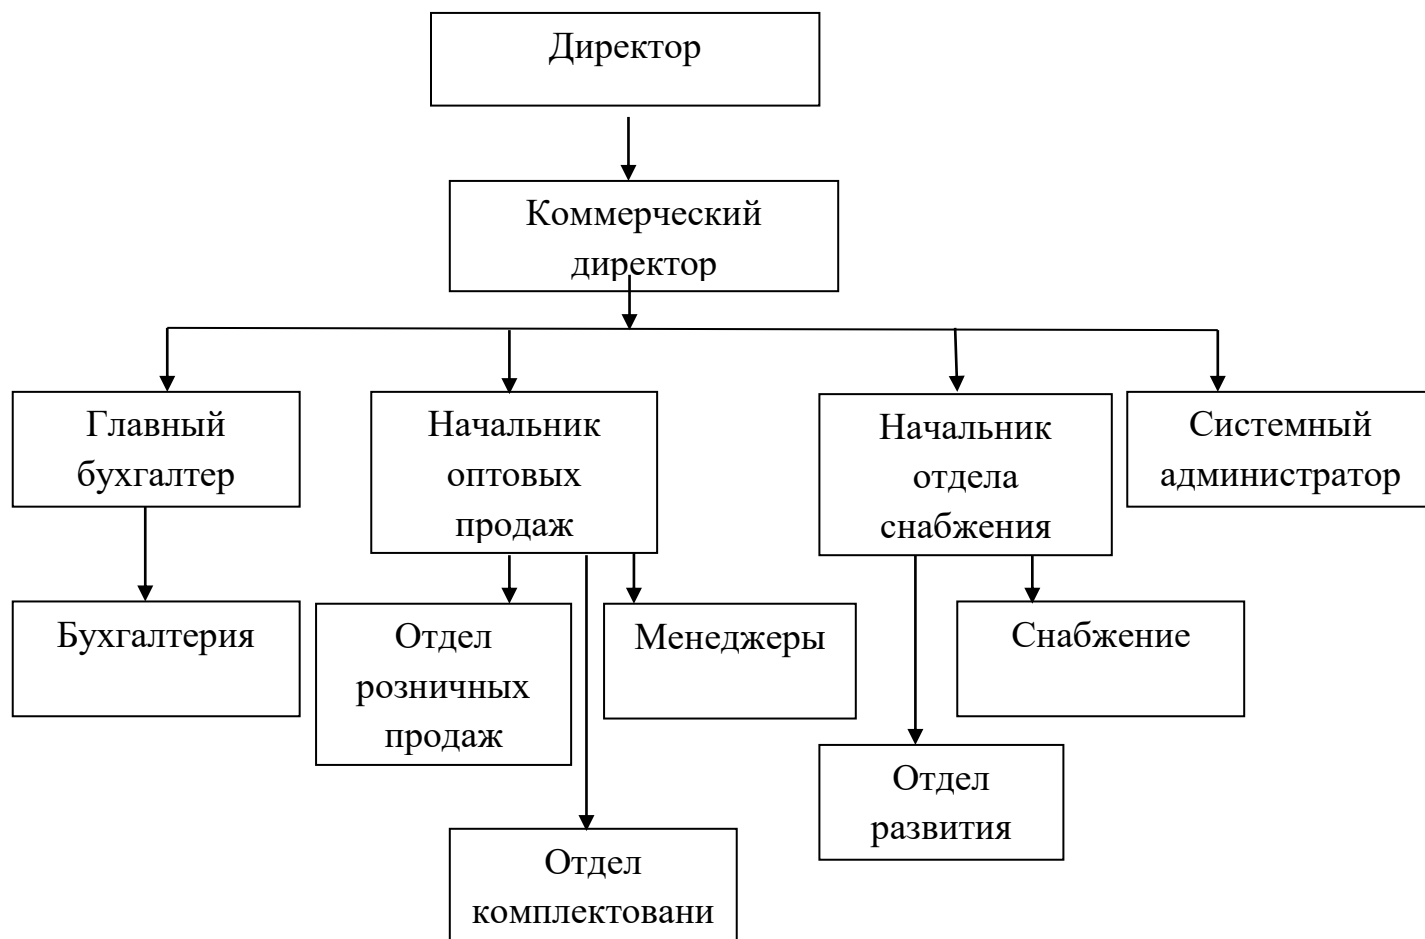 Директор
Коммерческий
директор
Главный
бухгалтер
Начальник
оптовых
продаж
Начальник
отдела
снабжения
Системный
администратор
Бухгалтерия
Отдел
розничных
продаж
Менеджеры
Снабжение
Отдел
развития
Отдел
комплектовани